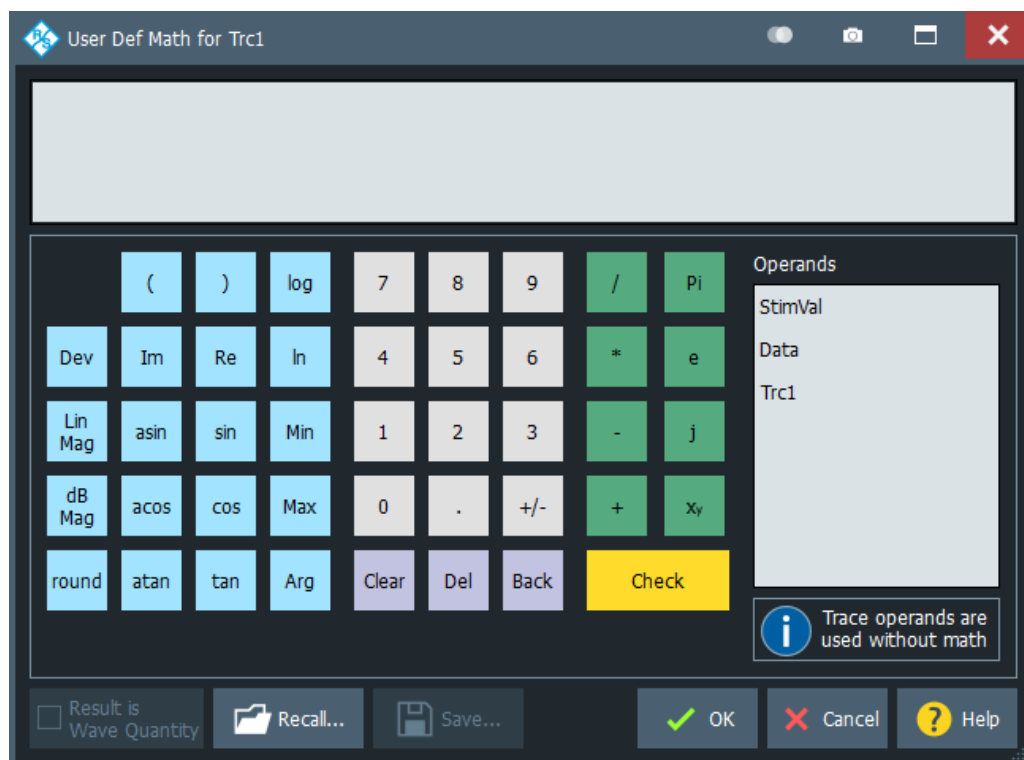 R&S User Def Math for Trc1
( ) log 7 8 9 / Pi Operands
StimVal
Dev Im Re ln 4 5 6 * e Data
Trc1
Lin
Mag asin sin Min 1 2 3 - j
dB
Mag acos cos Max 0 . +/- + xy
round atan tan Arg Clear Del Back Check
i Trace operands are
used without math
Result is
Wave Quantity Recall... Save... OK Cancel ? Help